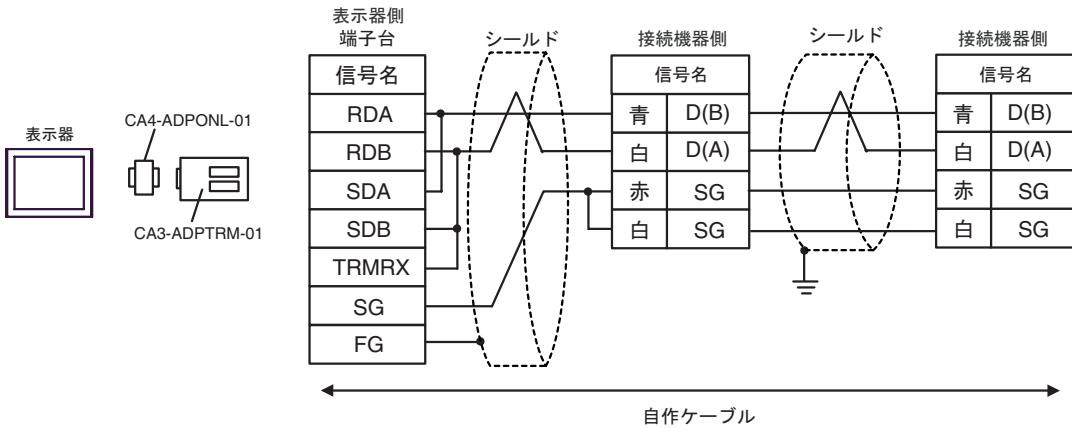 表示器
CA4-ADPONL-01
CA3-ADPTRM-01
表示器側
端子台
信号名
RDA
RDB
SDA
SDB
TRMRX
SG
FG
シールド
接続機器側
信号名
青 D(B)
白 D(A)
赤 SG
白 SG
シールド
接続機器側
信号名
青 D(B)
白 D(A)
赤 SG
白 SG
自作ケーブル